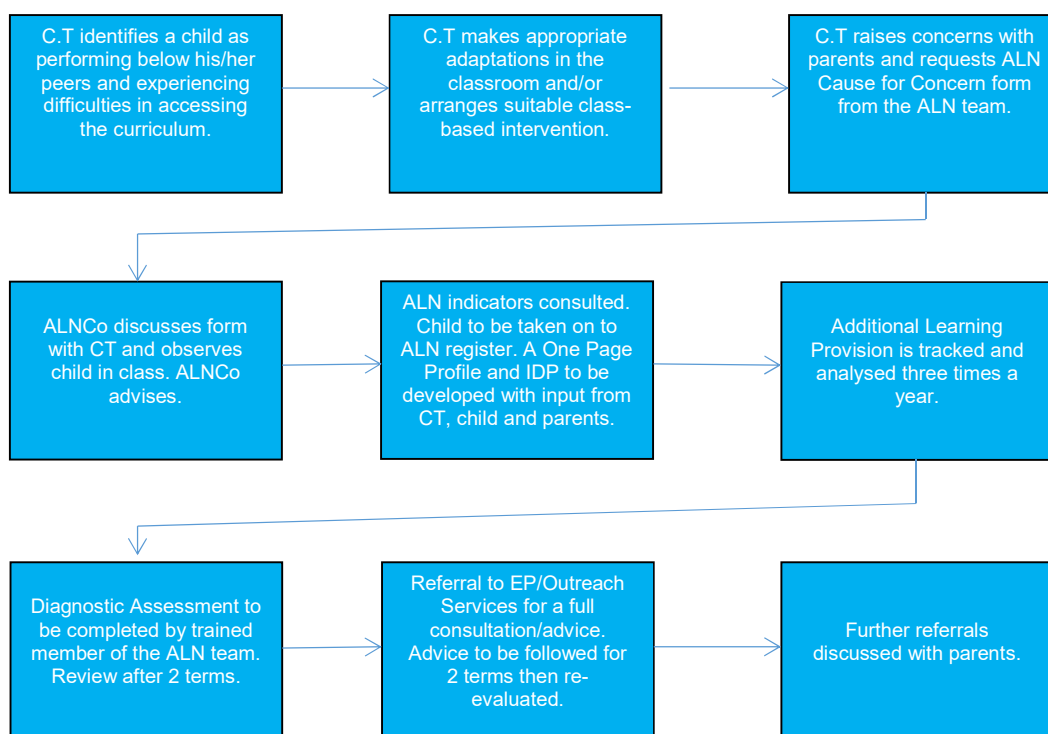 C.T identifies a child as
performing below his/her
peers and experiencing
difficulties in accessing
the curriculum.
C.T makes appropriate
adaptations in the
classroom and/or
arranges suitable class-
based intervention.
C.T raises concerns with
parents and requests ALN
Cause for Concern form
from the ALN team.
ALNCo discusses form
with CT and observes
child in class. ALNCo
advises.
ALN indicators consulted.
Child to be taken on to
ALN register. A One Page
Profile and IDP to be
developed with input from
CT, child and parents.
Additional Learning
Provision is tracked and
analysed three times a
year.
Diagnostic Assessment to
be completed by trained
member of the ALN team.
Review after 2 terms.
Referral to EP/Outreach
Services for a full
consultation/advice.
Advice to be followed for
2 terms then re-
evaluated.
Further referrals
discussed with parents.